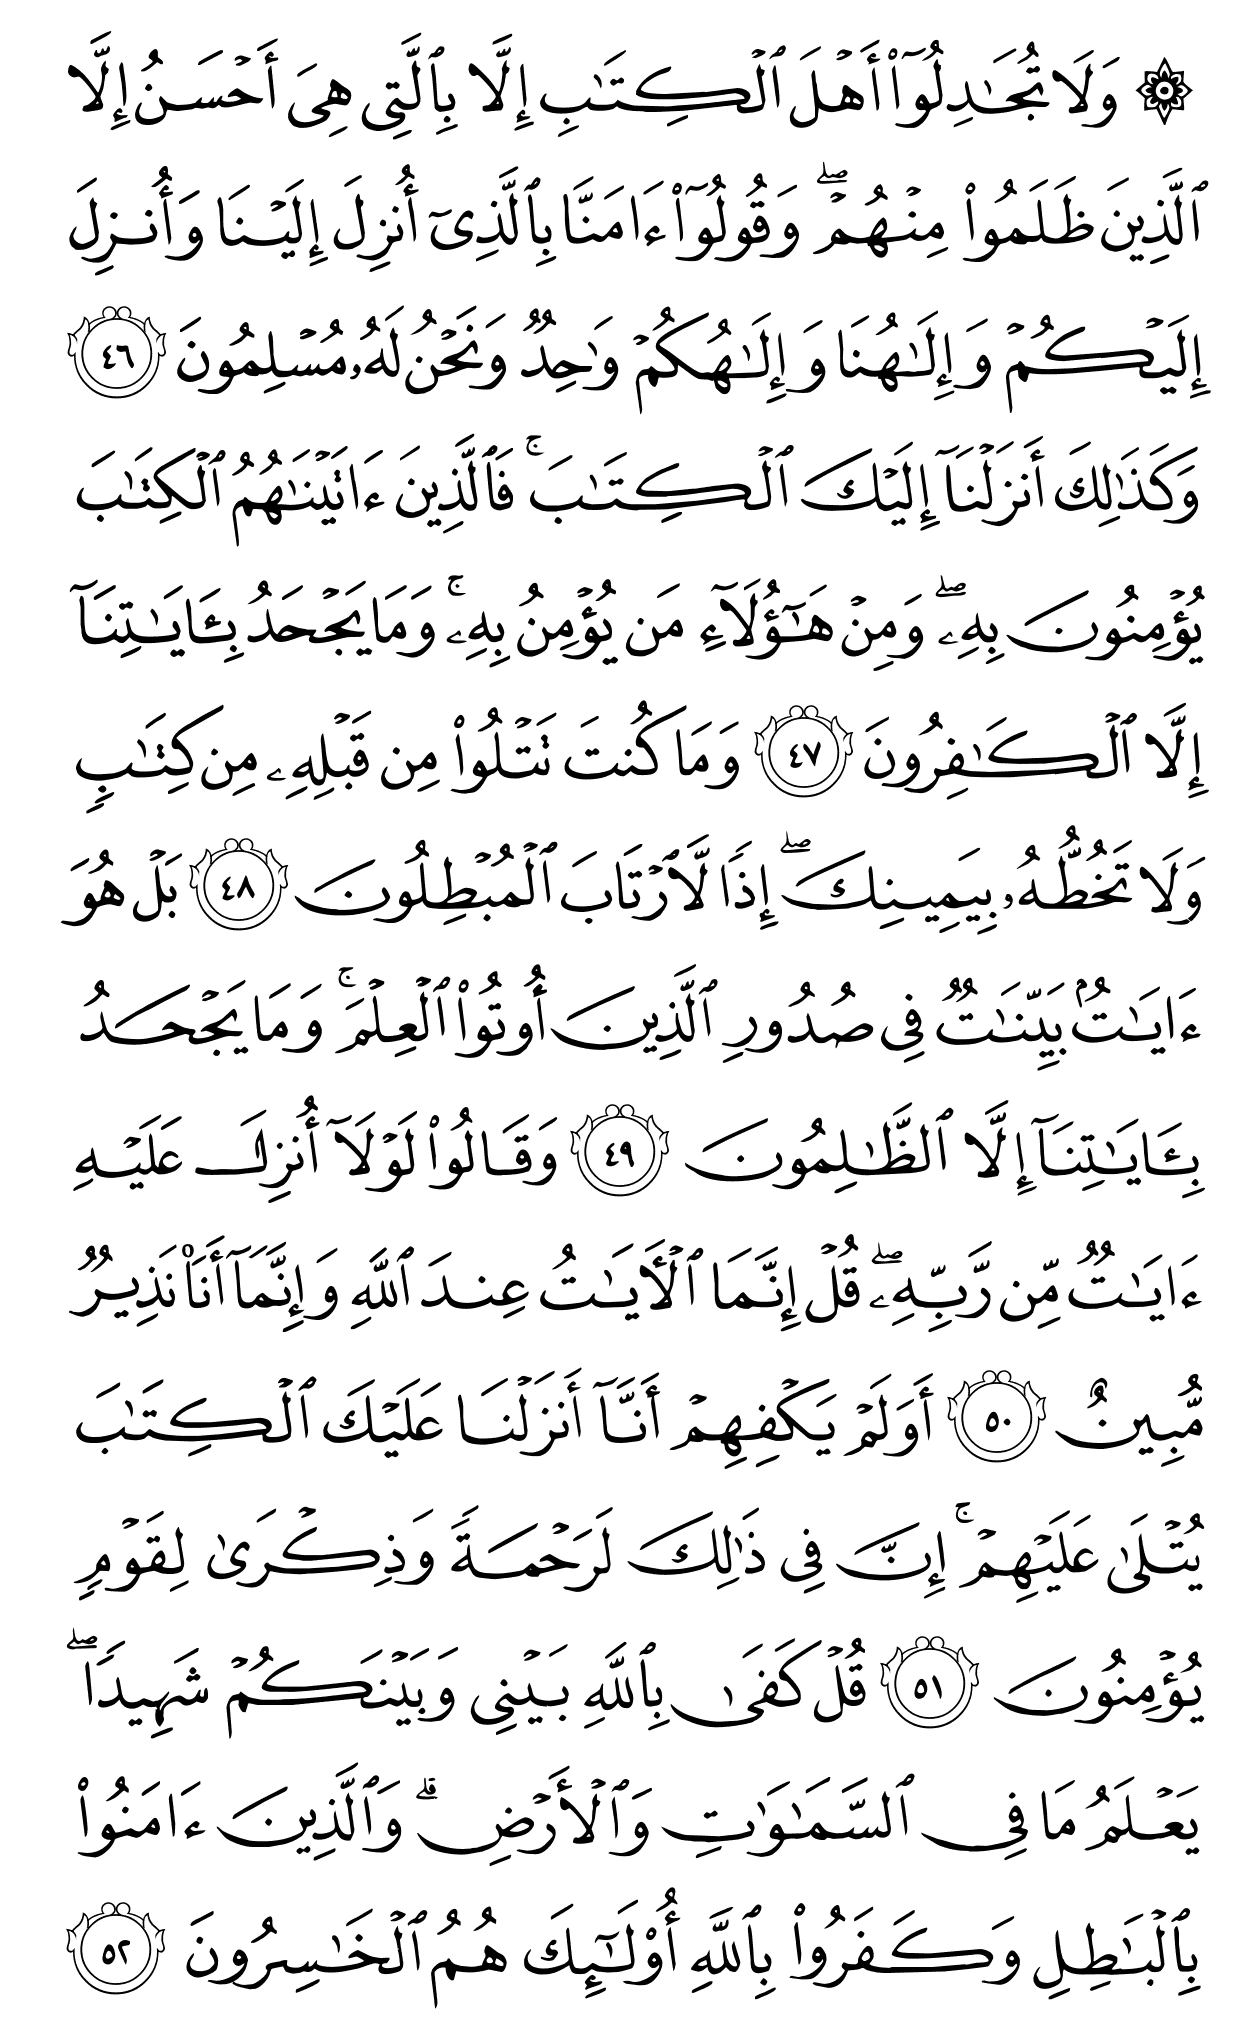 ۞ وَلَا تُجَـٰدِلُوٓا۟ أَهْلَ ٱلْكِتَـٰبِ إِلَّا بِٱلَّتِى هِىَ أَحْسَنُ إِلَّا
ٱلَّذِينَ ظَلَمُوا۟ مِنْهُمْ ۖ وَقُولُوٓا۟ ءَامَنَّا بِٱلَّذِىٓ أُنزِلَ إِلَيْنَا وَأُنزِلَ
إِلَيْكُمْ وَإِلَـٰهُنَا وَإِلَـٰهُكُمْ وَٰحِدٌ وَنَحْنُ لَهُۥ مُسْلِمُونَ ٤٦
وَكَذَٰلِكَ أَنزَلْنَآ إِلَيْكَ ٱلْكِتَـٰبَ ۚ فَٱلَّذِينَ ءَاتَيْنَـٰهُمُ ٱلْكِتَـٰبَ
يُؤْمِنُونَ بِهِۦ ۖ وَمِنْ هَـٰٓؤُلَآءِ مَن يُؤْمِنُ بِهِۦ ۚ وَمَا يَجْحَدُ بِـَٔايَـٰتِنَآ
إِلَّا ٱلْكَـٰفِرُونَ ٤٧ وَمَا كُنتَ تَتْلُوا۟ مِن قَبْلِهِۦ مِن كِتَـٰبٍ
وَلَا تَخُطُّهُۥ بِيَمِينِكَ ۖ إِذًا لَّٱرْتَابَ ٱلْمُبْطِلُونَ ٤٨ بَلْ هُوَ
ءَايَـٰتٌۢ بَيِّنَـٰتٌ فِى صُدُورِ ٱلَّذِينَ أُوتُوا۟ ٱلْعِلْمَ ۚ وَمَا يَجْحَدُ
بِـَٔايَـٰتِنَآ إِلَّا ٱلظَّـٰلِمُونَ ٤٩ وَقَالُوا۟ لَوْلَآ أُنزِلَ عَلَيْهِ
ءَايَـٰتٌ مِّن رَّبِّهِۦ ۖ قُلْ إِنَّمَا ٱلْـَٔايَـٰتُ عِندَ ٱللَّهِ وَإِنَّمَآ أَنَا۠ نَذِيرٌ
مُّبِينٌ ٥٠ أَوَلَمْ يَكْفِهِمْ أَنَّآ أَنزَلْنَا عَلَيْكَ ٱلْكِتَـٰبَ
يُتْلَىٰ عَلَيْهِمْ ۚ إِنَّ فِى ذَٰلِكَ لَرَحْمَةً وَذِكْرَىٰ لِقَوْمٍ
يُؤْمِنُونَ ٥١ قُلْ كَفَىٰ بِٱللَّهِ بَيْنِى وَبَيْنَكُمْ شَهِيدًا ۖ
يَعْلَمُ مَا فِى ٱلسَّمَـٰوَٰتِ وَٱلْأَرْضِ ۗ وَٱلَّذِينَ ءَامَنُوا۟
بِٱلْبَـٰطِلِ وَكَفَرُوا۟ بِٱللَّهِ أُو۟لَـٰٓئِكَ هُمُ ٱلْخَـٰسِرُونَ ٥٢